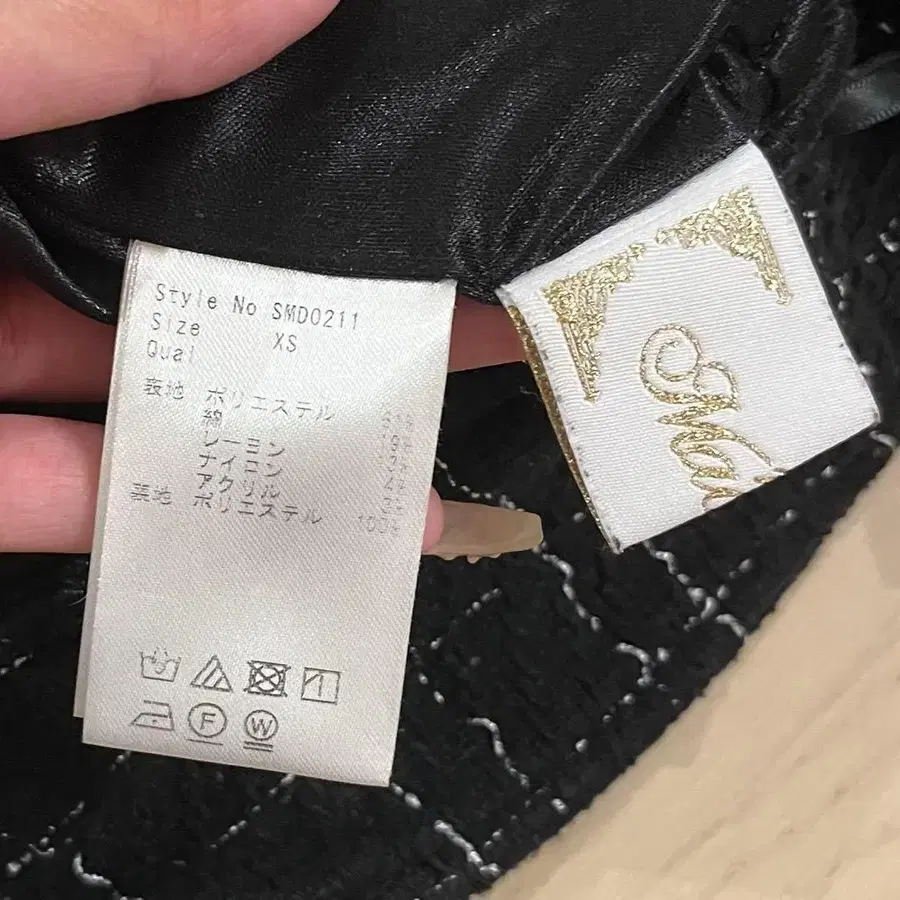 Style No SMD0211
Size XS
Qual
表地 ポリエステル
綿
レーヨン
ナイロン
アクリル
裏地 ポリエステル 100%
F
W